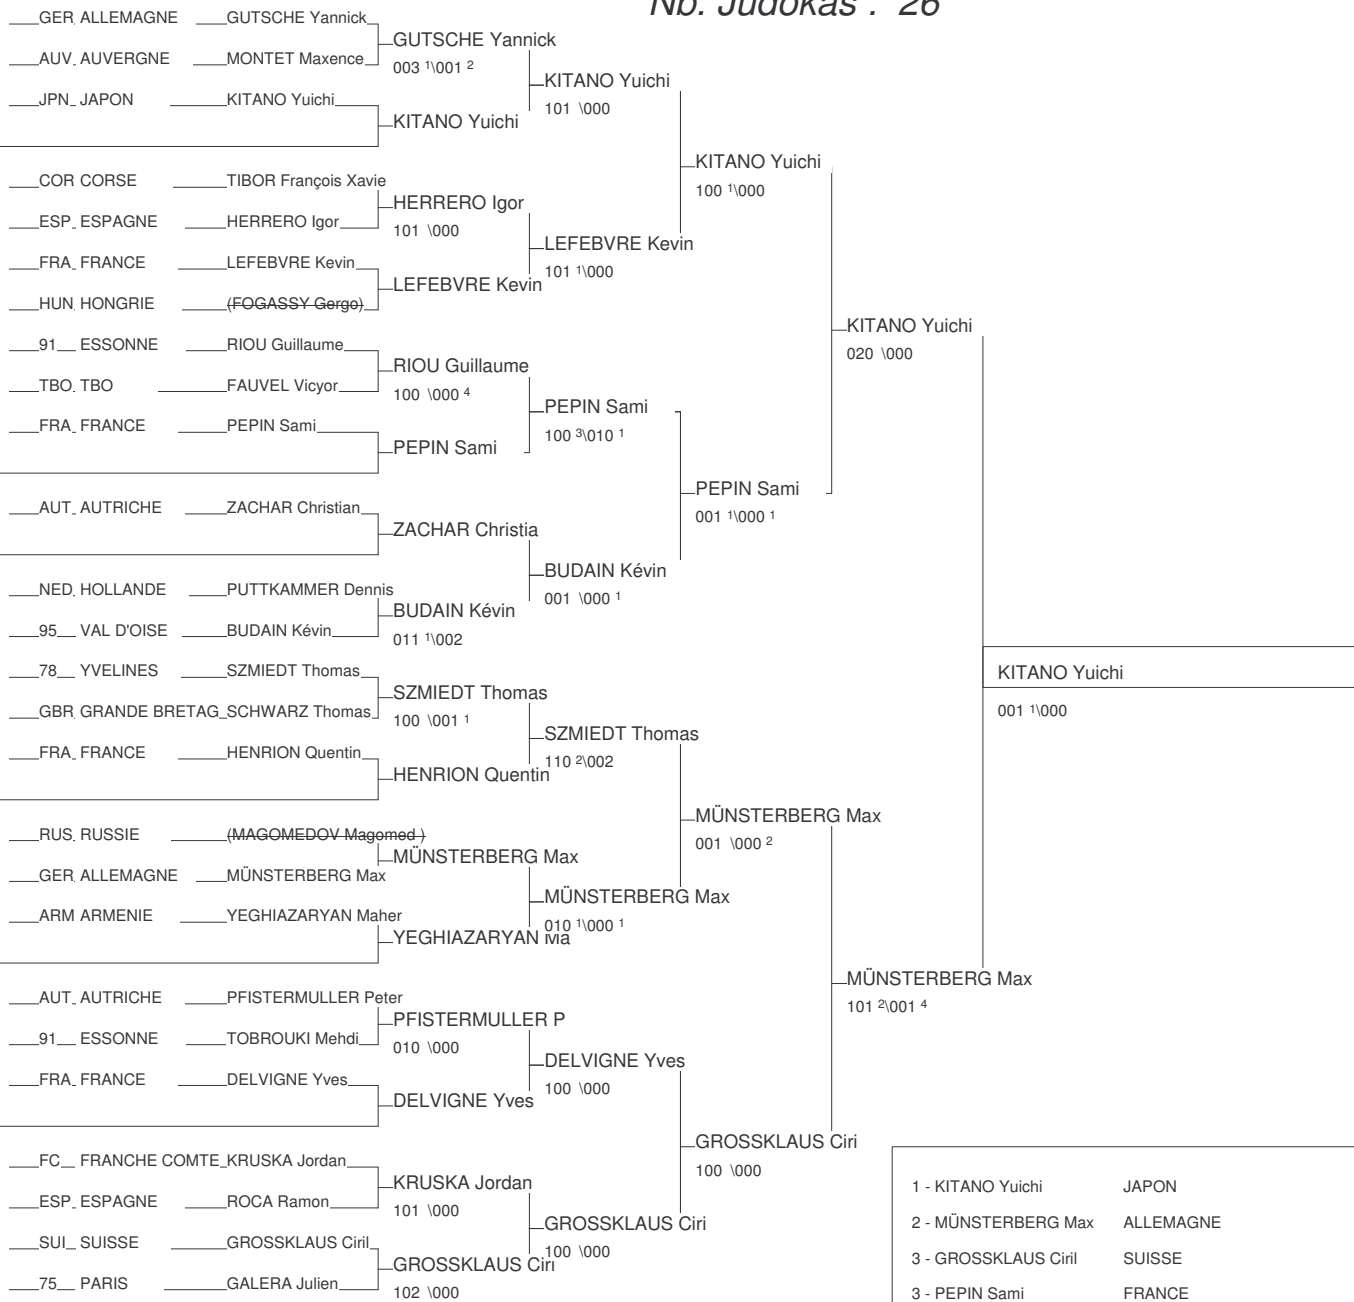 Nb. Judokas : 26
GER ALLEMAGNE GUTSCHE Yannick
AUV AUVERGNE MONTET Maxence
JPN JAPON KITANO Yuichi
COR CORSE TIBOR François Xavie
ESP ESPAGNE HERRERO Igor
FRA FRANCE LEFEBVRE Kevin
HUN HONGRIE (FOGASSY Gergo)
91 ESSONNE RIOU Guillaume
TBO TBO FAUVEL Vicyor
FRA FRANCE PEPIN Sami
AUT AUTRICHE ZACHAR Christian
NED HOLLANDE PUTTKAMMER Dennis
95 VAL D'OISE BUDAIN Kévin
78 YVELINES SZMIEDT Thomas
GBR GRANDE BRETAG SCHWARZ Thomas
FRA FRANCE HENRION Quentin
RUS RUSSIE (MAGOMEDOV Magomed )
GER ALLEMAGNE MÜNSTERBERG Max
ARM ARMENIE YEGHIAZARYAN Maher
AUT AUTRICHE PFISTERMULLER Peter
91 ESSONNE TOBROUKI Mehdi
FRA FRANCE DELVIGNE Yves
FC FRANCHE COMTE KRUSKA Jordan
ESP ESPAGNE ROCA Ramon
SUI SUISSE GROSSKLAUS Ciril
75 PARIS GALERA Julien
GUTSCHE Yannick
003 1\001 2
KITANO Yuichi
HERRERO Igor
101 \000
LEFEBVRE Kevin
RIOU Guillaume
100 \000 4
PEPIN Sami
ZACHAR Christia
BUDAIN Kévin
011 1\002
SZMIEDT Thomas
100 \001 1
HENRION Quentin
MÜNSTERBERG Max
YEGHIAZARYAN Ma
PFISTERMULLER P
010 \000
DELVIGNE Yves
KRUSKA Jordan
101 \000
GROSSKLAUS Ciri
102 \000
KITANO Yuichi
101 \000
LEFEBVRE Kevin
101 1\000
PEPIN Sami
100 3\010 1
BUDAIN Kévin
001 \000 1
SZMIEDT Thomas
110 2\002
MÜNSTERBERG Max
010 1\000 1
DELVIGNE Yves
100 \000
GROSSKLAUS Ciri
100 \000
KITANO Yuichi
100 1\000
PEPIN Sami
001 1\000 1
MÜNSTERBERG Max
001 \000 2
GROSSKLAUS Ciri
100 \000
KITANO Yuichi
020 \000
MÜNSTERBERG Max
101 2\001 4
KITANO Yuichi
001 1\000
1 - KITANO Yuichi JAPON
2 - MÜNSTERBERG Max ALLEMAGNE
3 - GROSSKLAUS Ciril SUISSE
3 - PEPIN Sami FRANCE